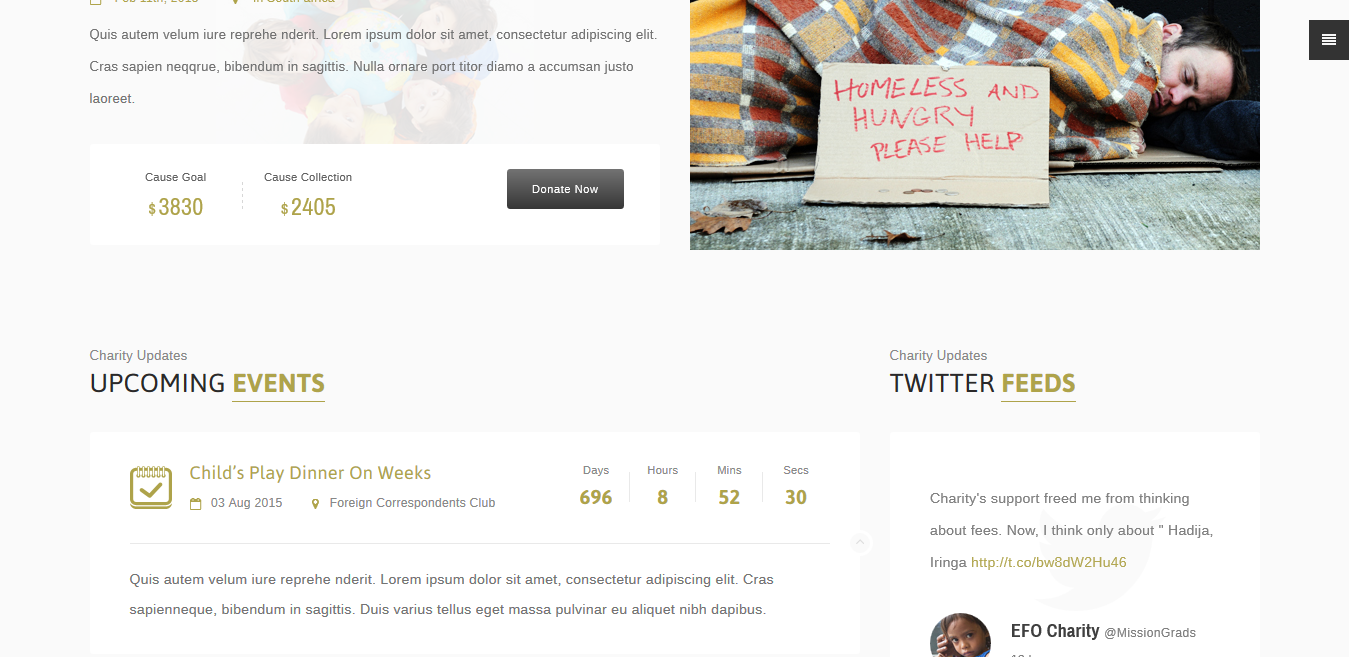 Feb 11th, 2015 In South africa
Quis autem velum iure reprehe nderit. Lorem ipsum dolor sit amet, consectetur adipiscing elit.
Cras sapien neqqrue, bibendum in sagittis. Nulla ornare port titor diamo a accumsan justo
laoreet.
HOMELESS AND
HUNGRY
PLEASE HELP
Cause Goal Cause Collection
$3830 $2405
Donate Now
Charity Updates
UPCOMING EVENTS
Child’s Play Dinner On Weeks
03 Aug 2015 Foreign Correspondents Club
Days Hours Mins Secs
696 8 52 30
Quis autem velum iure reprehe nderit. Lorem ipsum dolor sit amet, consectetur adipiscing elit. Cras
sapienneque, bibendum in sagittis. Duis varius tellus eget massa pulvinar eu aliquet nibh dapibus.
Charity Updates
TWITTER FEEDS
Charity's support freed me from thinking
about fees. Now, I think only about " Hadija,
Iringa http://t.co/bw8dW2Hu46
EFO Charity @MissionGrads